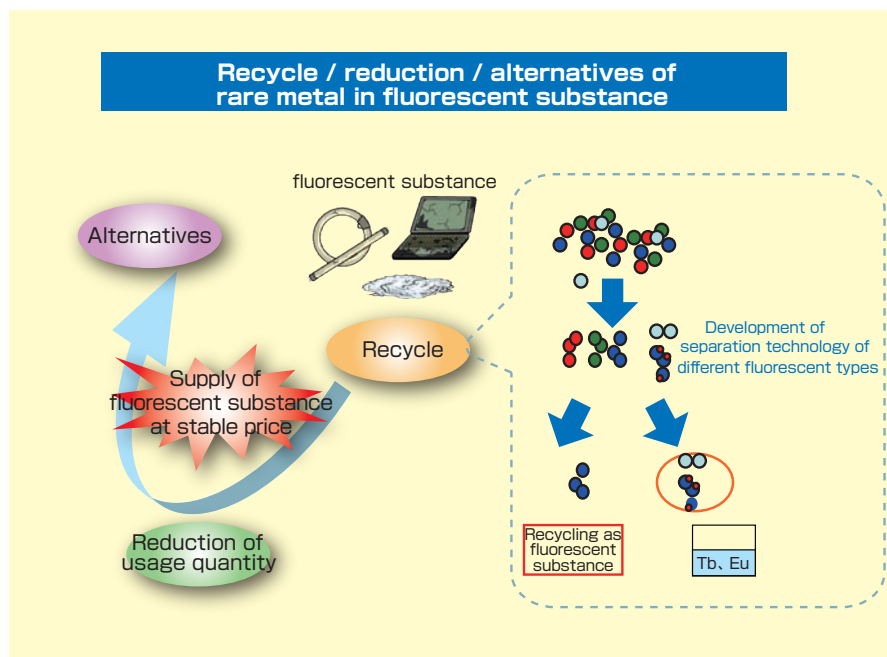 Recycle / reduction / alternatives of
rare metal in fluorescent substance
fluorescent substance
Alternatives
Recycle
Supply of
fluorescent substance
at stable price
Reduction of
usage quantity
Development of
separation technology of
different fluorescent types
Recycling as
fluorescent
substance
Tb、Eu